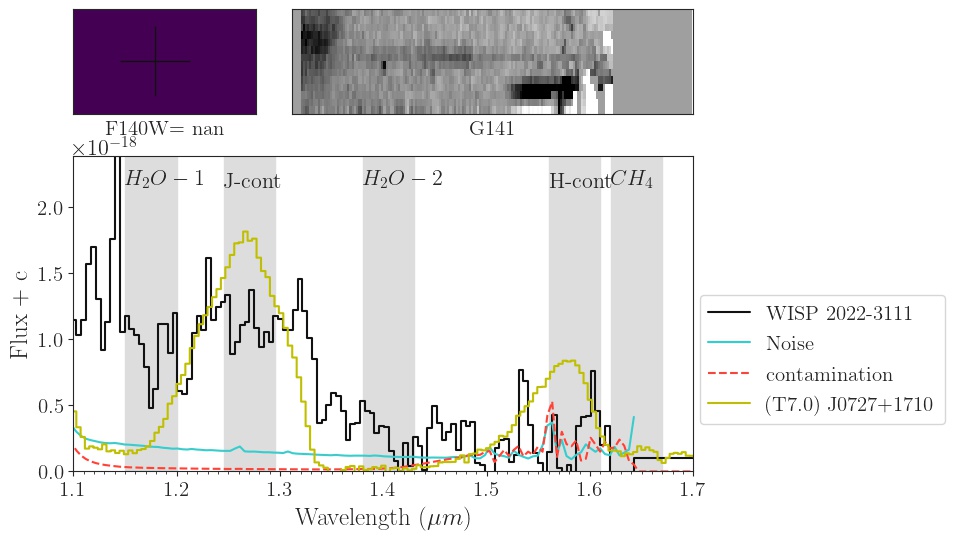 F140W= nan
G141
×10⁻¹⁸
H₂O − 1
J-cont
H₂O − 2
H-cont
CH₄
2.0
1.5
1.0
0.5
0.0
Flux + c
1.1
1.2
1.3
1.4
1.5
1.6
1.7
Wavelength (μm)
WISP 2022-3111
Noise
contamination
(T7.0) J0727+1710